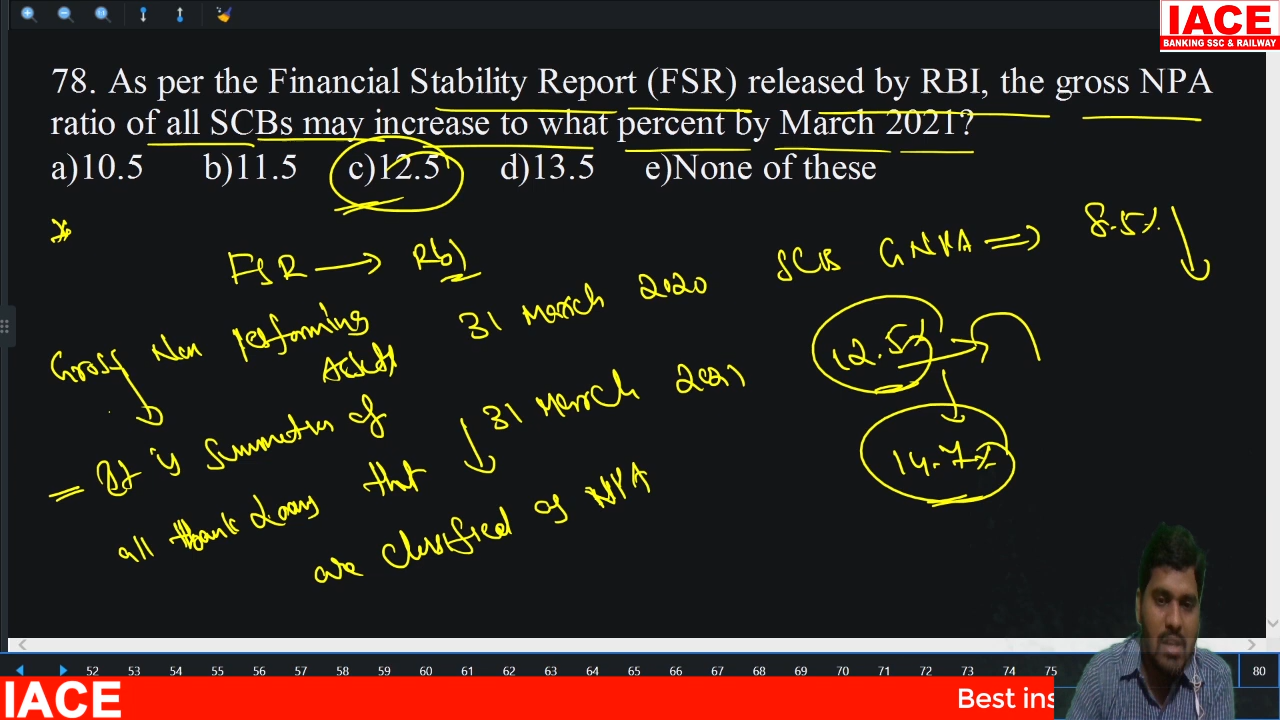 IACE
BANKING SSC & RAILWAY
78. As per the Financial Stability Report (FSR) released by RBI, the gross NPA
ratio of all SCBs may increase to what percent by March 2021?
a)10.5 b)11.5 c)12.5 d)13.5 e)None of these
FSR → Rbi
SCB GNPA ⇒ 8.5%
Gross Non performing
31 March 2020
12.5%
31 March 2021
14.7%
= It is summation of
all loans that
are classified as NPA
52 53 54 55 56 57 58 59 60 61 62 63 64 65 66 67 68 69 70 71 72 73 74 75 80
IACE
Best ins